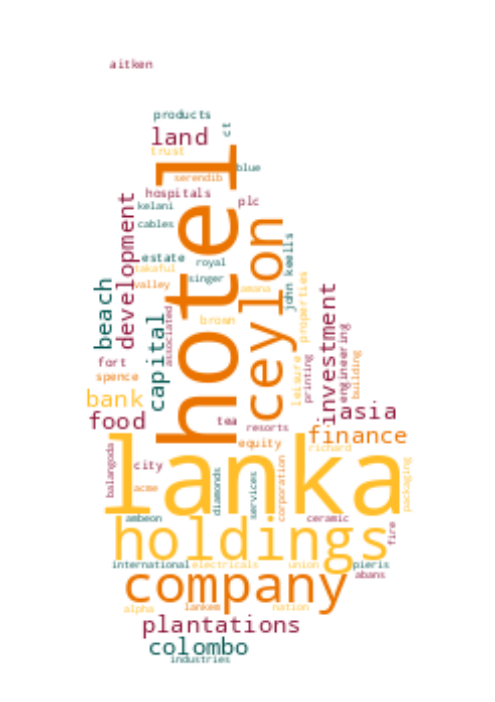 aitken
products
land
ct
trust
blue
serendib
hospitals
plc
kelani
cables
hotel
ceylon
development
estate
royal
takaful
singer
valley
amana
john keells
properties
beach
capital
associated
brown
investment
engineering
building
fort
spence
leisure
printing
bank
food
tea
resorts
asia
finance
equity
richard
lanka
balangoda
city
acme
diamonds
services
corporation
packaging
ambeon
ceramic
fire
holdings
international
electricals
union
pieris
abans
company
alpha
lankem
nation
plantations
colombo
industries